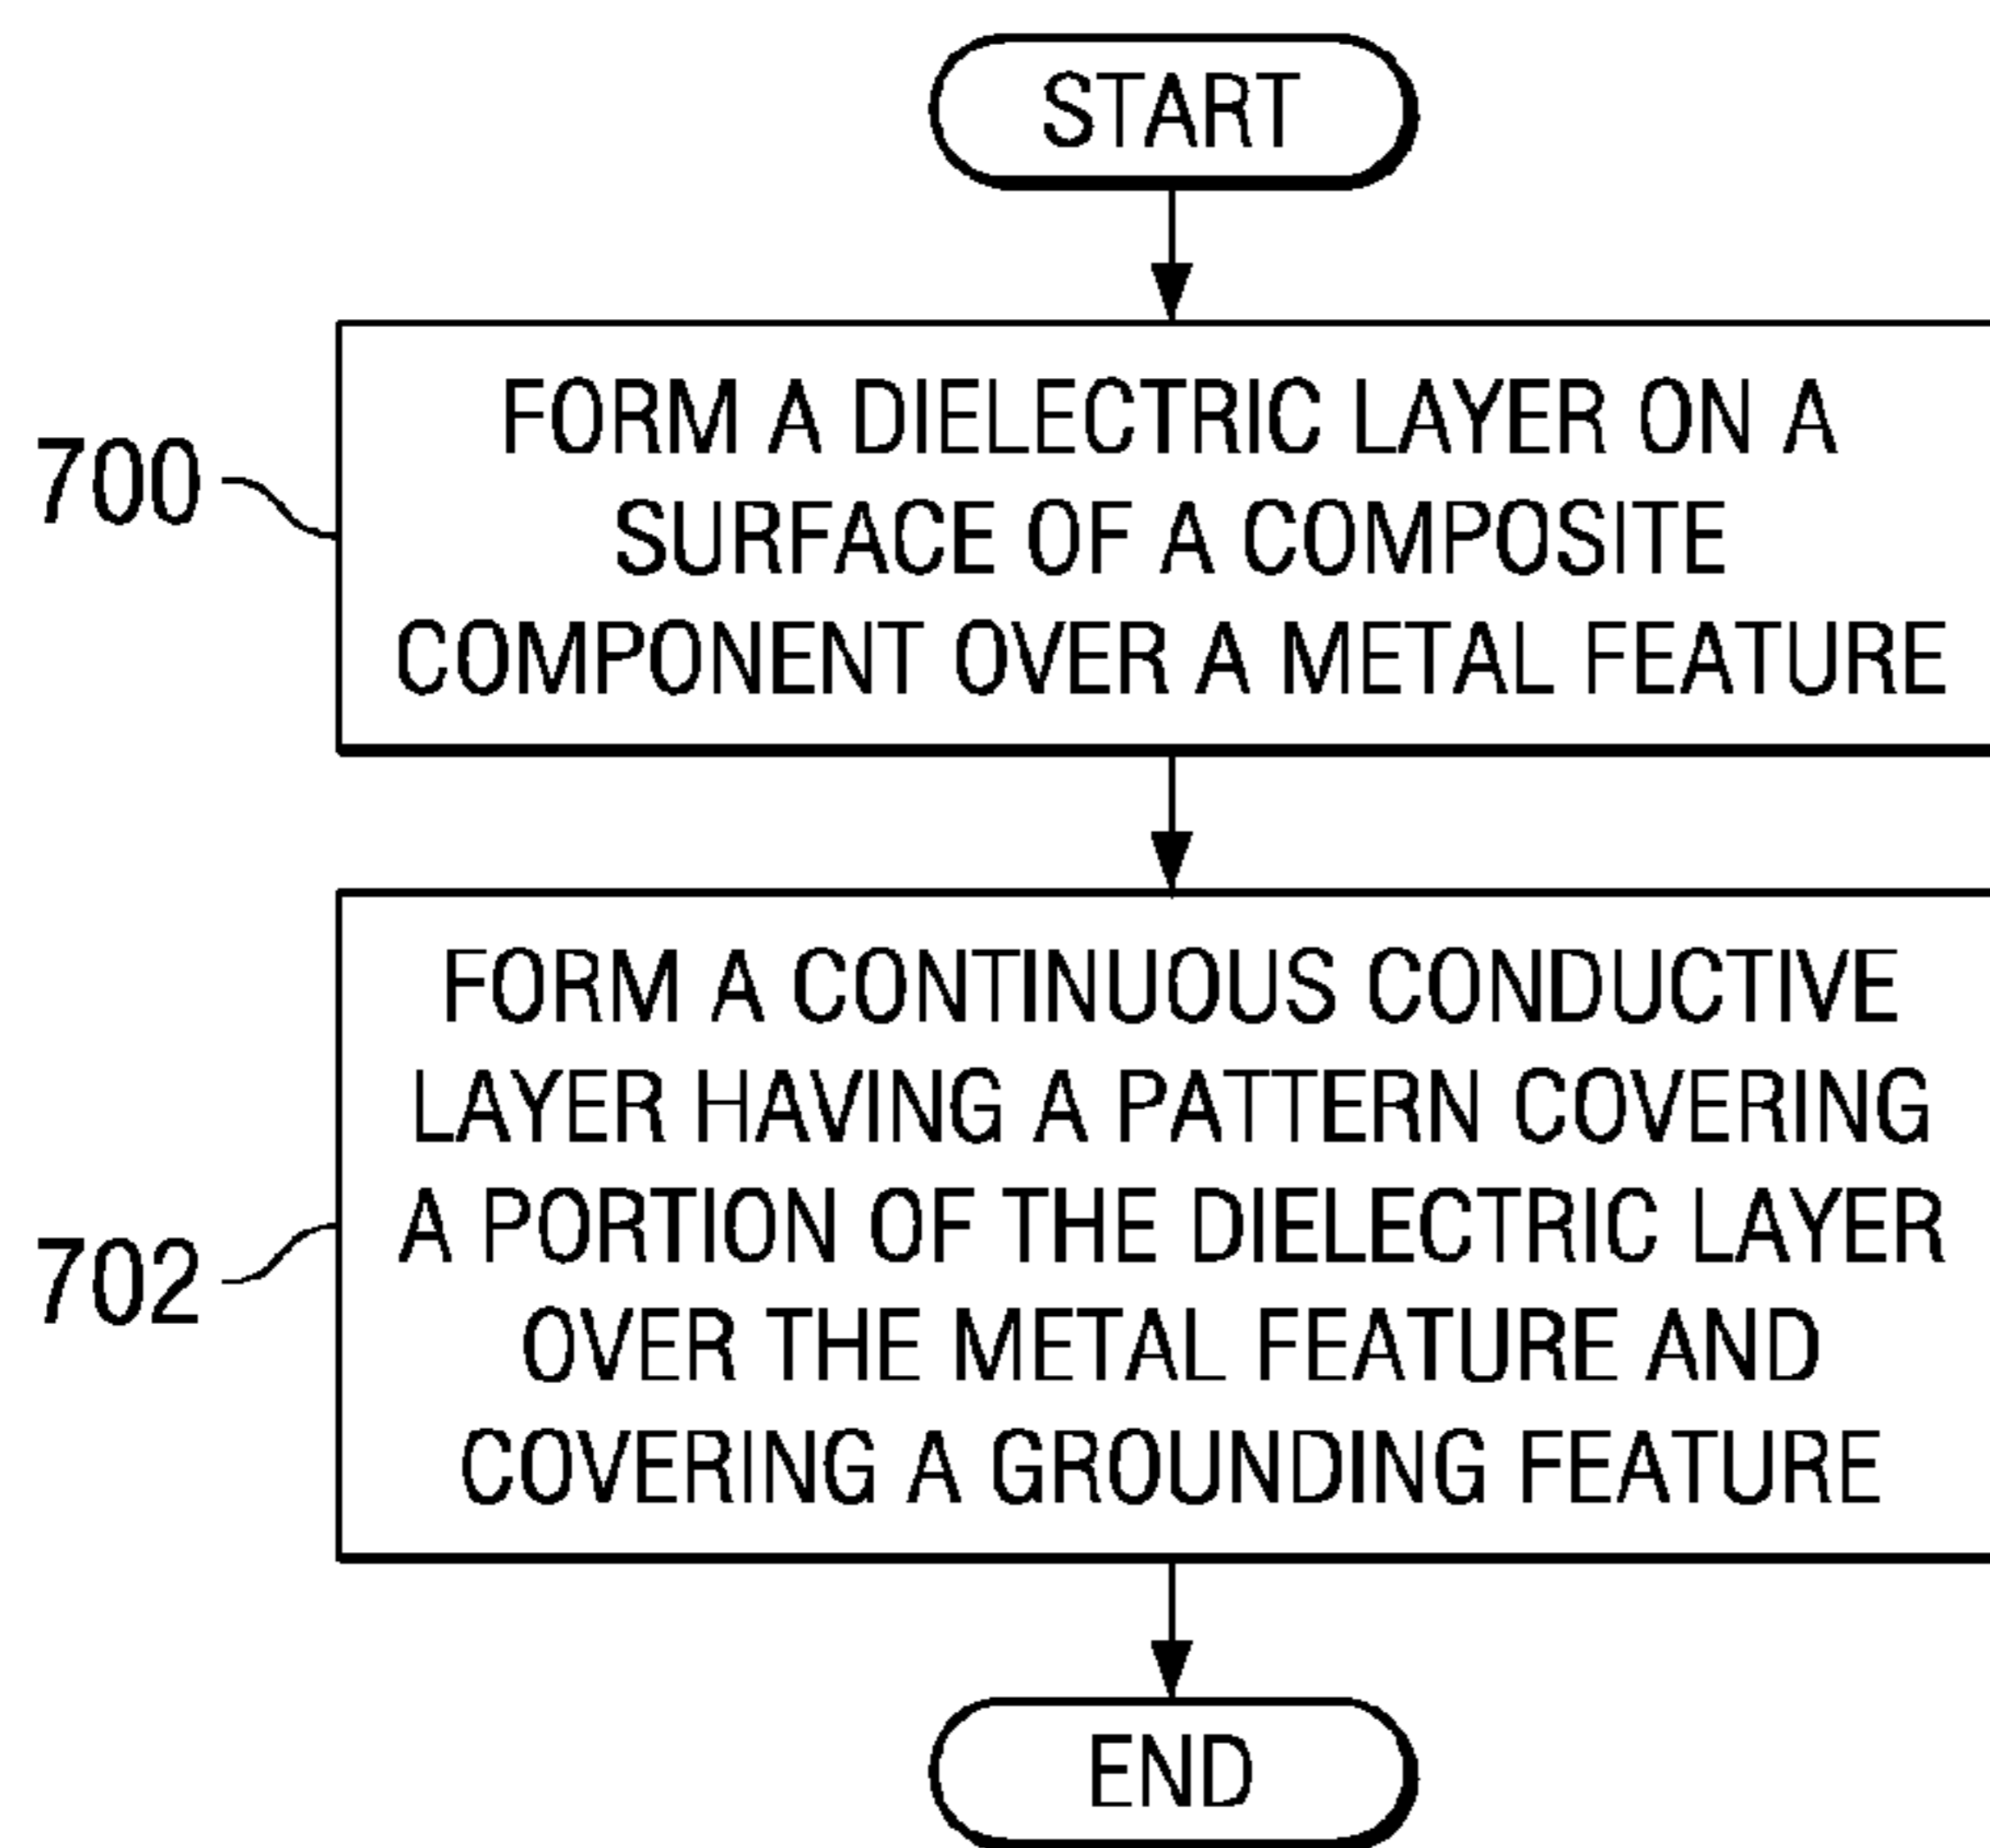 START
700
FORM A DIELECTRIC LAYER ON A
SURFACE OF A COMPOSITE
COMPONENT OVER A METAL FEATURE
702
FORM A CONTINUOUS CONDUCTIVE
LAYER HAVING A PATTERN COVERING
A PORTION OF THE DIELECTRIC LAYER
OVER THE METAL FEATURE AND
COVERING A GROUNDING FEATURE
END